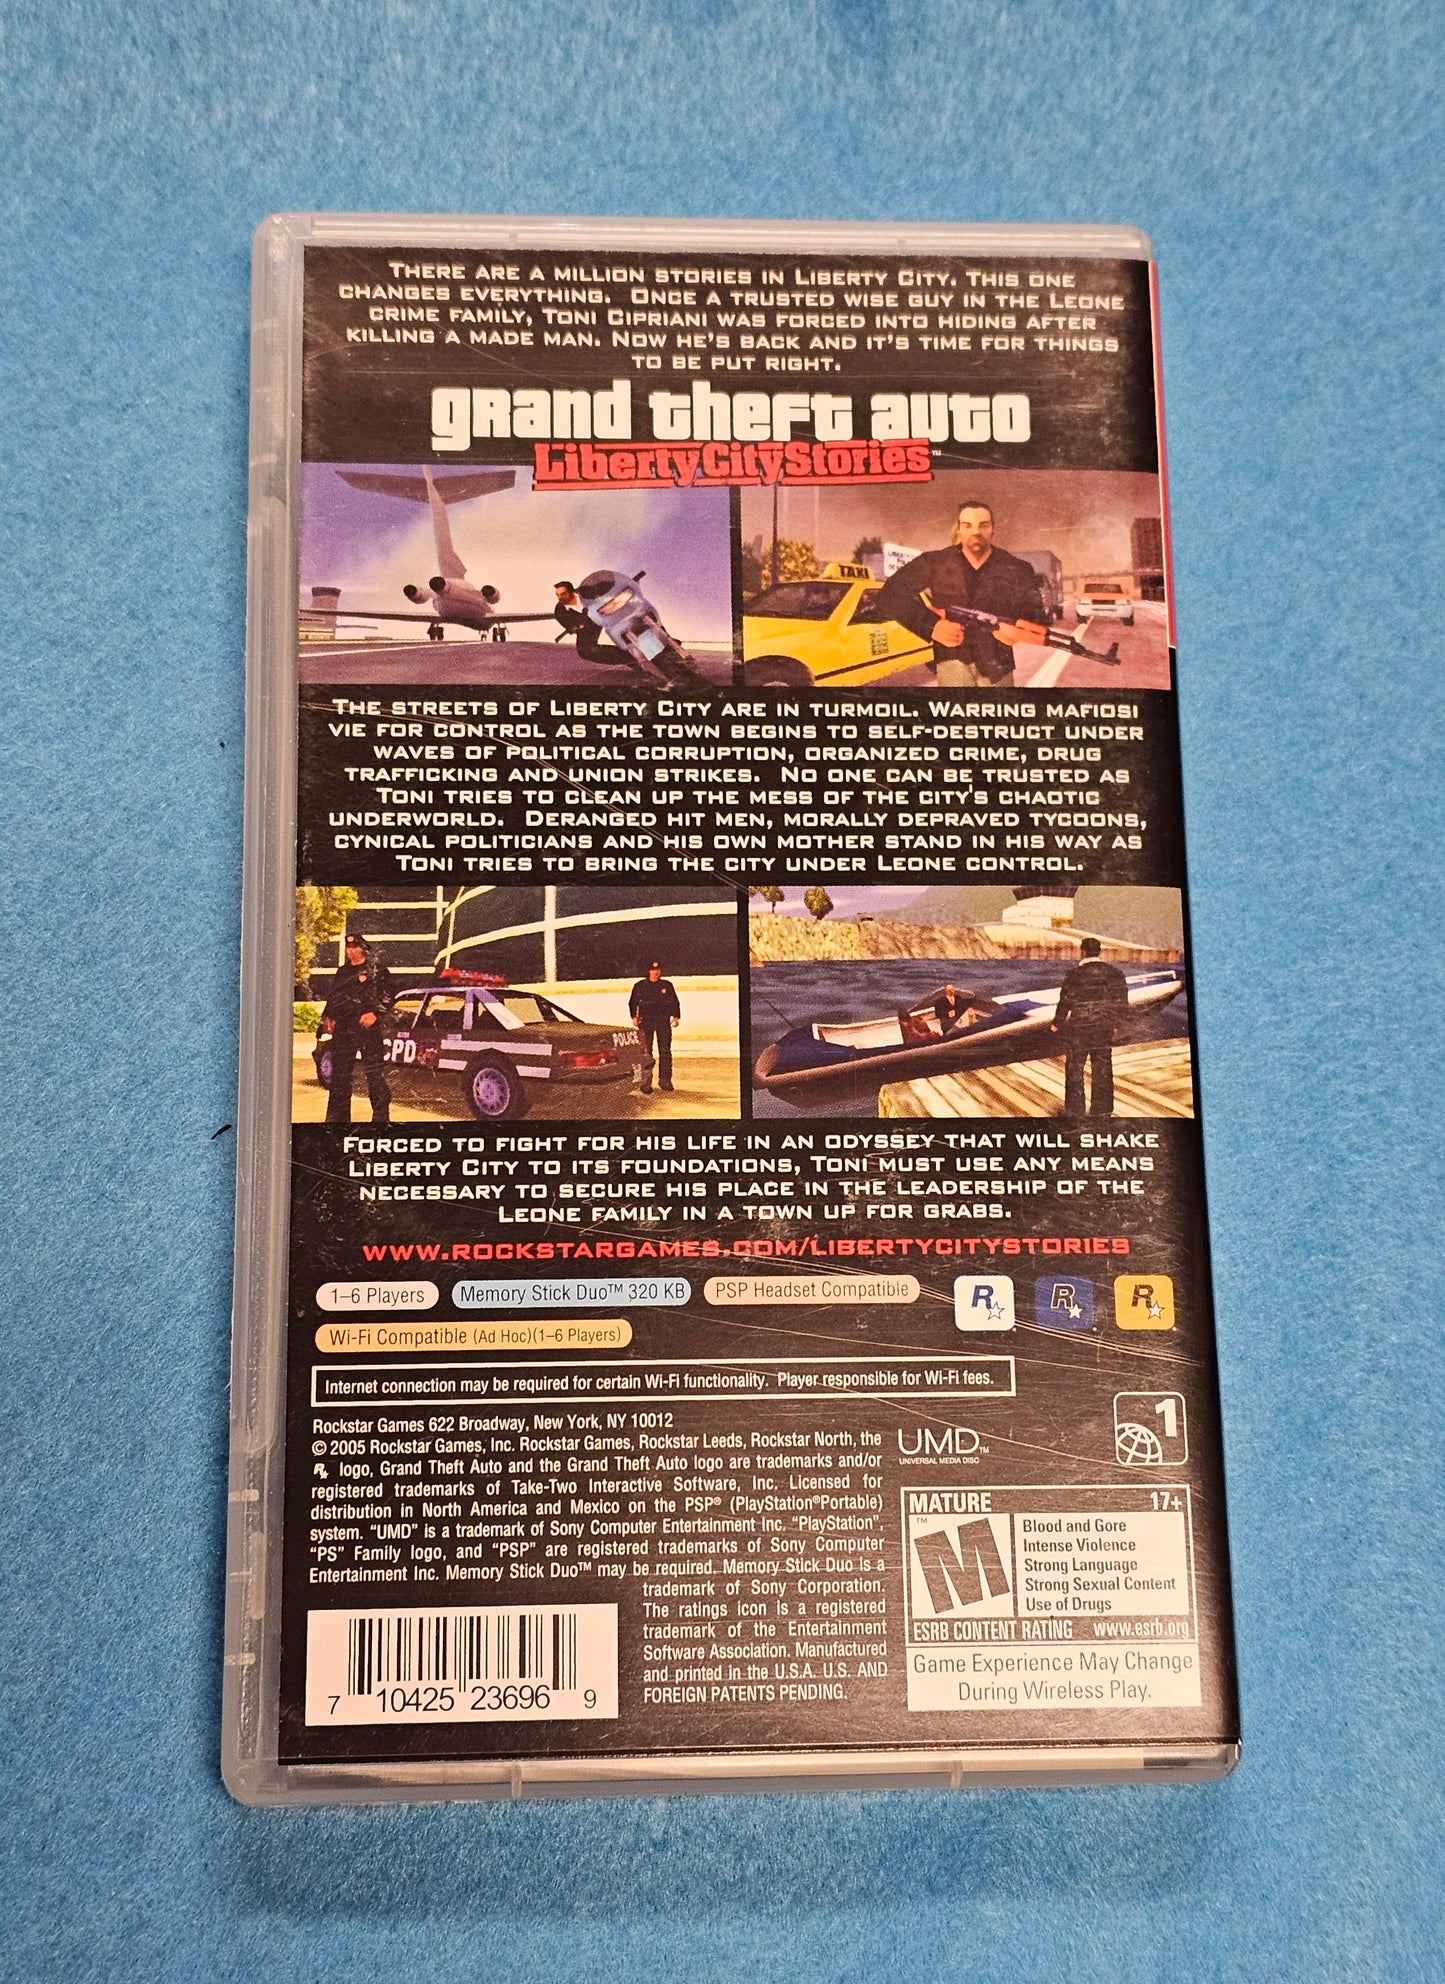 There are a million stories in Liberty City. This one
changes everything. Once a trusted wise guy in the Leone
crime family, Toni Cipriani was forced into hiding after
killing a made man. Now he's back and it's time for things
to be put right.
grand theft auto
Liberty City Stories™
TAXI
The streets of Liberty City are in turmoil. Warring mafiosi
vie for control as the town begins to self-destruct under
waves of political corruption, organized crime, drug
trafficking and union strikes. No one can be trusted as
Toni tries to clean up the mess of the city's chaotic
underworld. Deranged hit men, morally depraved tycoons,
cynical politicians and his own mother stand in his way as
Toni tries to bring the city under Leone control.
CPD
POLICE
Forced to fight for his life in an odyssey that will shake
Liberty City to its foundations, Toni must use any means
necessary to secure his place in the leadership of the
Leone family in a town up for grabs.
www.rockstargames.com/libertycitystories
1–6 Players Memory Stick Duo™ 320 KB PSP Headset Compatible
R R R
Wi-Fi Compatible (Ad Hoc)(1–6 Players)
Internet connection may be required for certain Wi-Fi functionality. Player responsible for Wi-Fi fees.
Rockstar Games 622 Broadway, New York, NY 10012
© 2005 Rockstar Games, Inc. Rockstar Games, Rockstar Leeds, Rockstar North, the
R logo, Grand Theft Auto and the Grand Theft Auto logo are trademarks and/or
registered trademarks of Take-Two Interactive Software, Inc. Licensed for
distribution in North America and Mexico on the PSP® (PlayStation®Portable)
system. "UMD" is a trademark of Sony Computer Entertainment Inc. "PlayStation",
"PS" Family logo, and "PSP" are registered trademarks of Sony Computer
Entertainment Inc. Memory Stick Duo™ may be required. Memory Stick Duo is a
trademark of Sony Corporation.
The ratings icon is a registered
trademark of the Entertainment
Software Association. Manufactured
and printed in the U.S.A. U.S. AND
FOREIGN PATENTS PENDING.
7 10425 23696 9
UMD™
UNIVERSAL MEDIA DISC
1
MATURE 17+
M™
Blood and Gore
Intense Violence
Strong Language
Strong Sexual Content
Use of Drugs
ESRB CONTENT RATING www.esrb.org
Game Experience May Change
During Wireless Play.